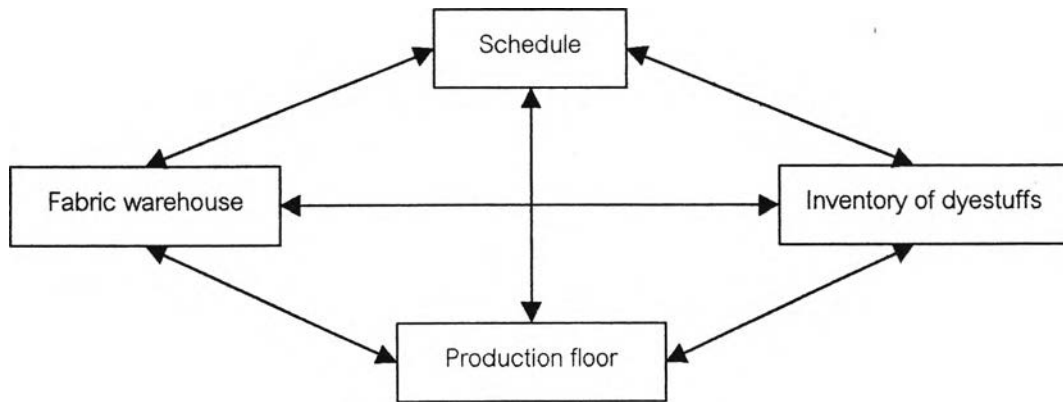 Schedule
Fabric warehouse
Inventory of dyestuffs
Production floor